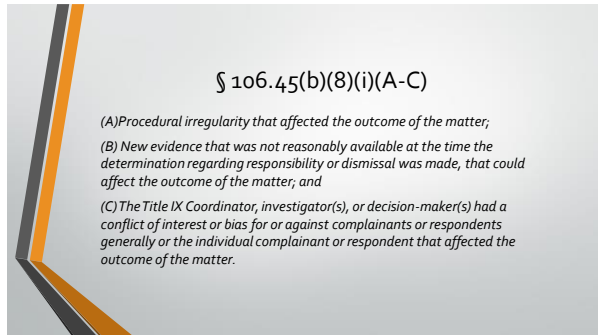 § 106.45(b)(8)(i)(A-C)
(A)Procedural irregularity that affected the outcome of the matter;
(B) New evidence that was not reasonably available at the time the
determination regarding responsibility or dismissal was made, that could
affect the outcome of the matter; and
(C) The Title IX Coordinator, investigator(s), or decision-maker(s) had a
conflict of interest or bias for or against complainants or respondents
generally or the individual complainant or respondent that affected the
outcome of the matter.